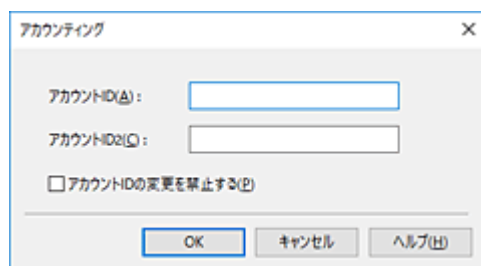 アカウンティング
アカウントID(A):
アカウントID2(C):
アカウントIDの変更を禁止する(P)
OK キャンセル ヘルプ(H)